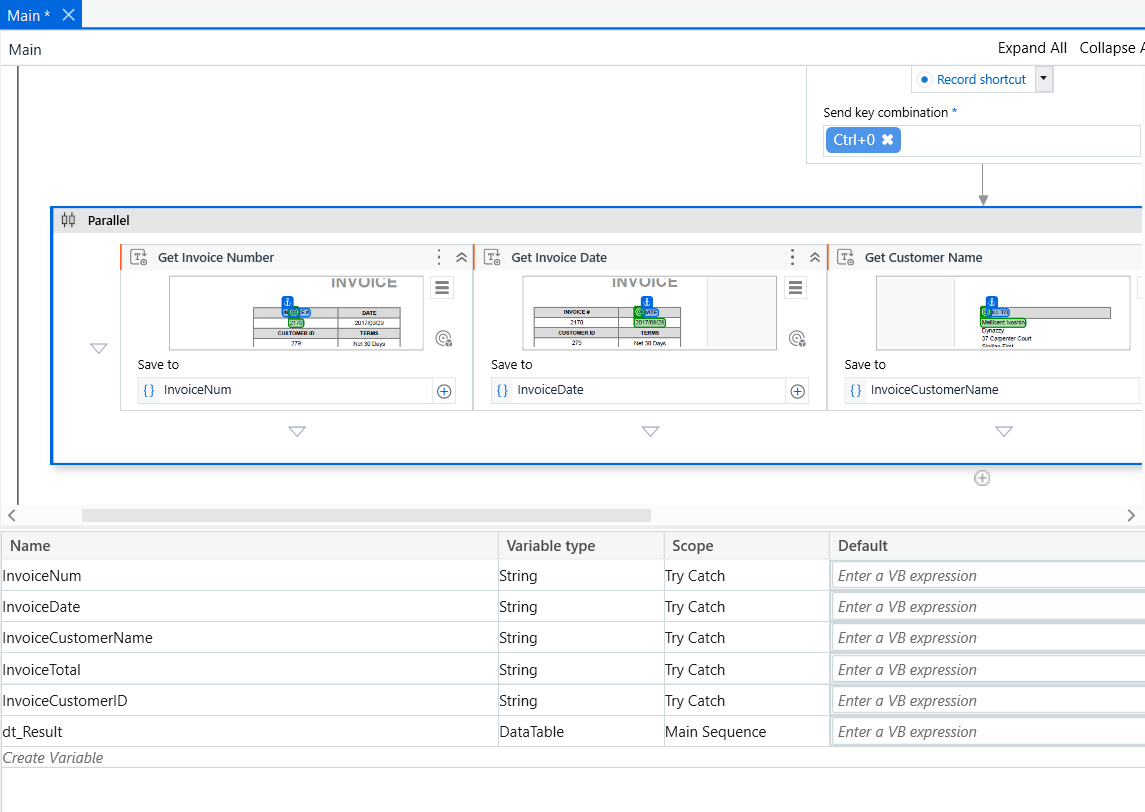 Main *
Main
Expand All Collapse A
Record shortcut
Send key combination *
Ctrl+0
Parallel
Get Invoice Number
INVOICE
DATE
2170
2017/09/29
CUSTOMER ID
TERMS
279
Net 30 Days
Save to
InvoiceNum
Get Invoice Date
INVOICE
INVOICE #
DATE
2170
2017/09/29
CUSTOMER ID
TERMS
279
Net 30 Days
Save to
InvoiceDate
Get Customer Name
Mellicent Ivoshin
Dynazzy
37 Carpenter Court
Save to
InvoiceCustomerName
Name Variable type Scope Default
InvoiceNum String Try Catch Enter a VB expression
InvoiceDate String Try Catch Enter a VB expression
InvoiceCustomerName String Try Catch Enter a VB expression
InvoiceTotal String Try Catch Enter a VB expression
InvoiceCustomerID String Try Catch Enter a VB expression
dt_Result DataTable Main Sequence Enter a VB expression
Create Variable